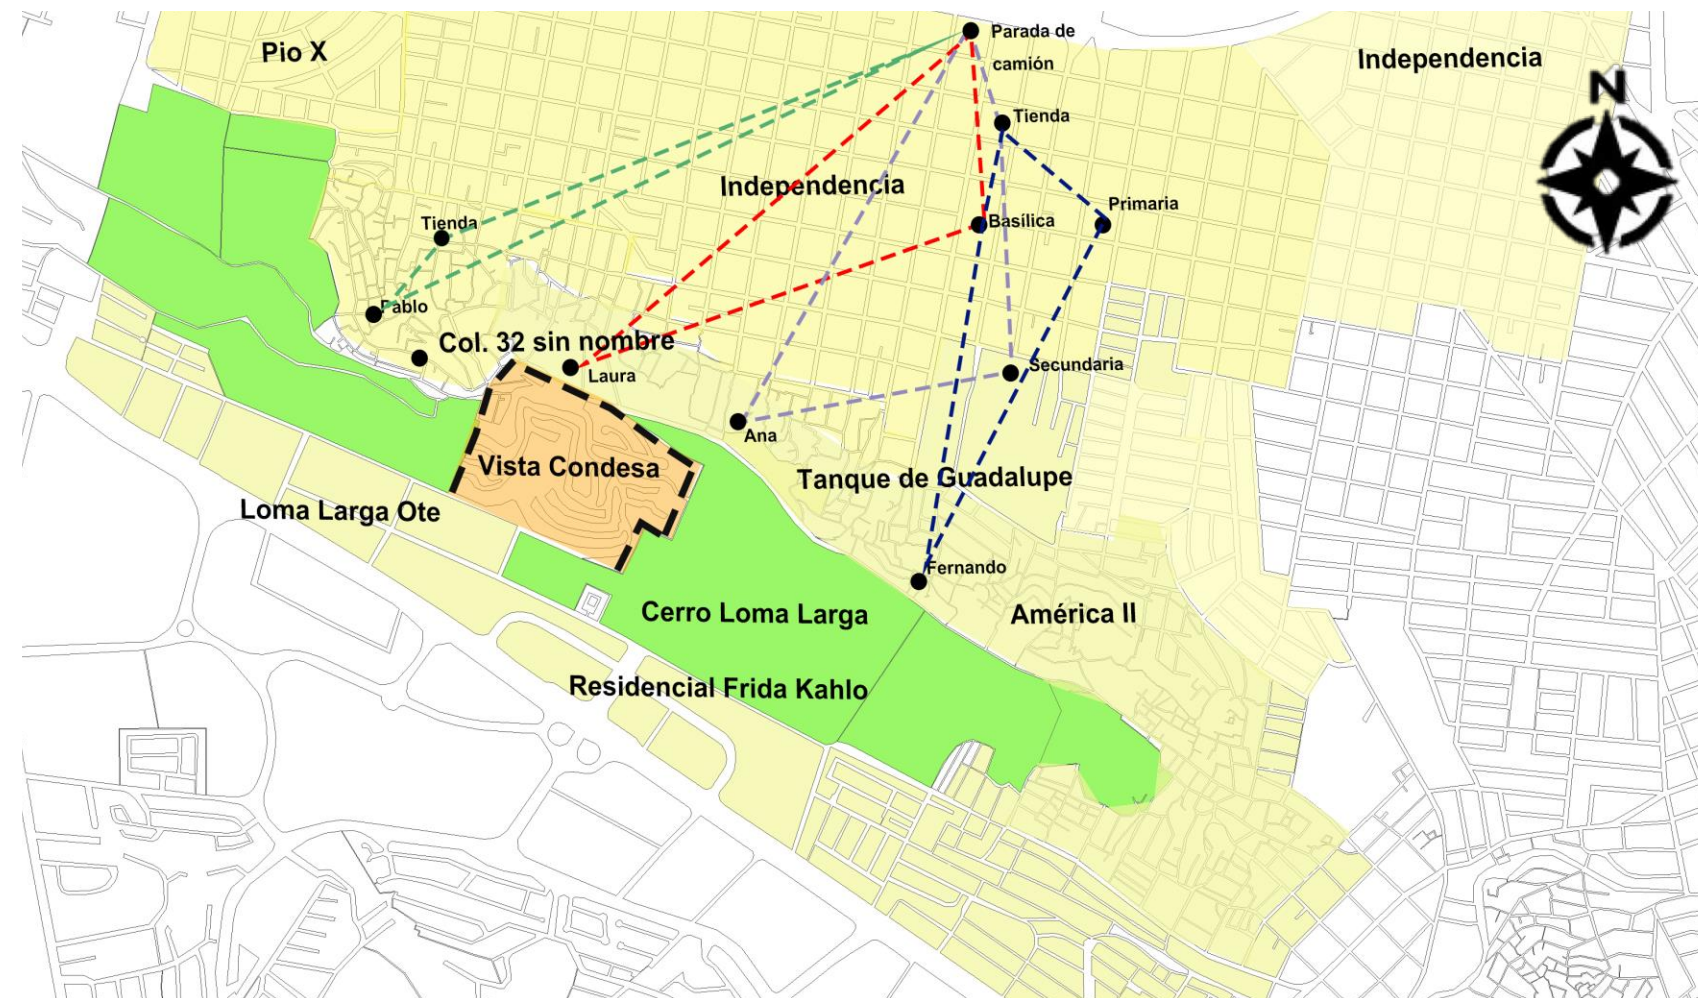 Parada de
camión
Pio X
Independencia
N
Tienda
Independencia
Primaria
Tienda
Basílica
Pablo
Col. 32 sin nombre
Laura
Secundaria
Ana
Vista Condesa
Tanque de Guadalupe
Loma Larga Ote
Fernando
Cerro Loma Larga
América II
Residencial Frida Kahlo